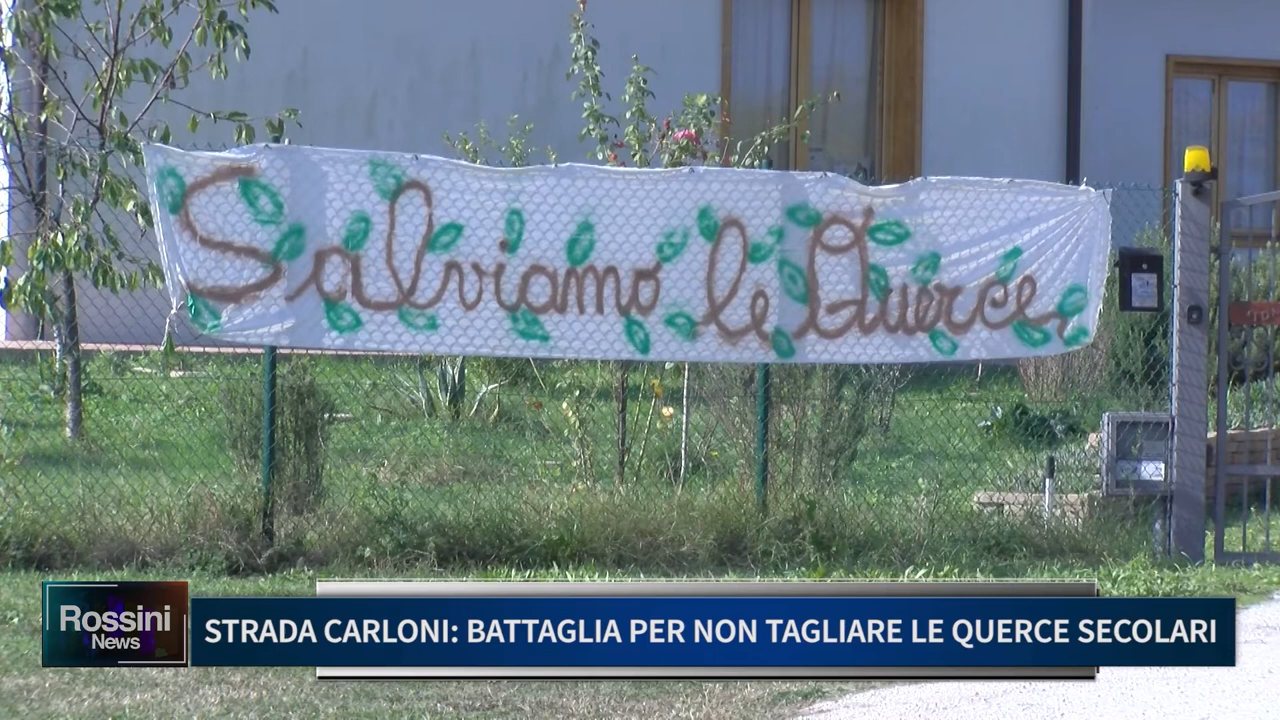 Salviamo le Querce
Rossini
News
STRADA CARLONI: BATTAGLIA PER NON TAGLIARE LE QUERCE SECOLARI